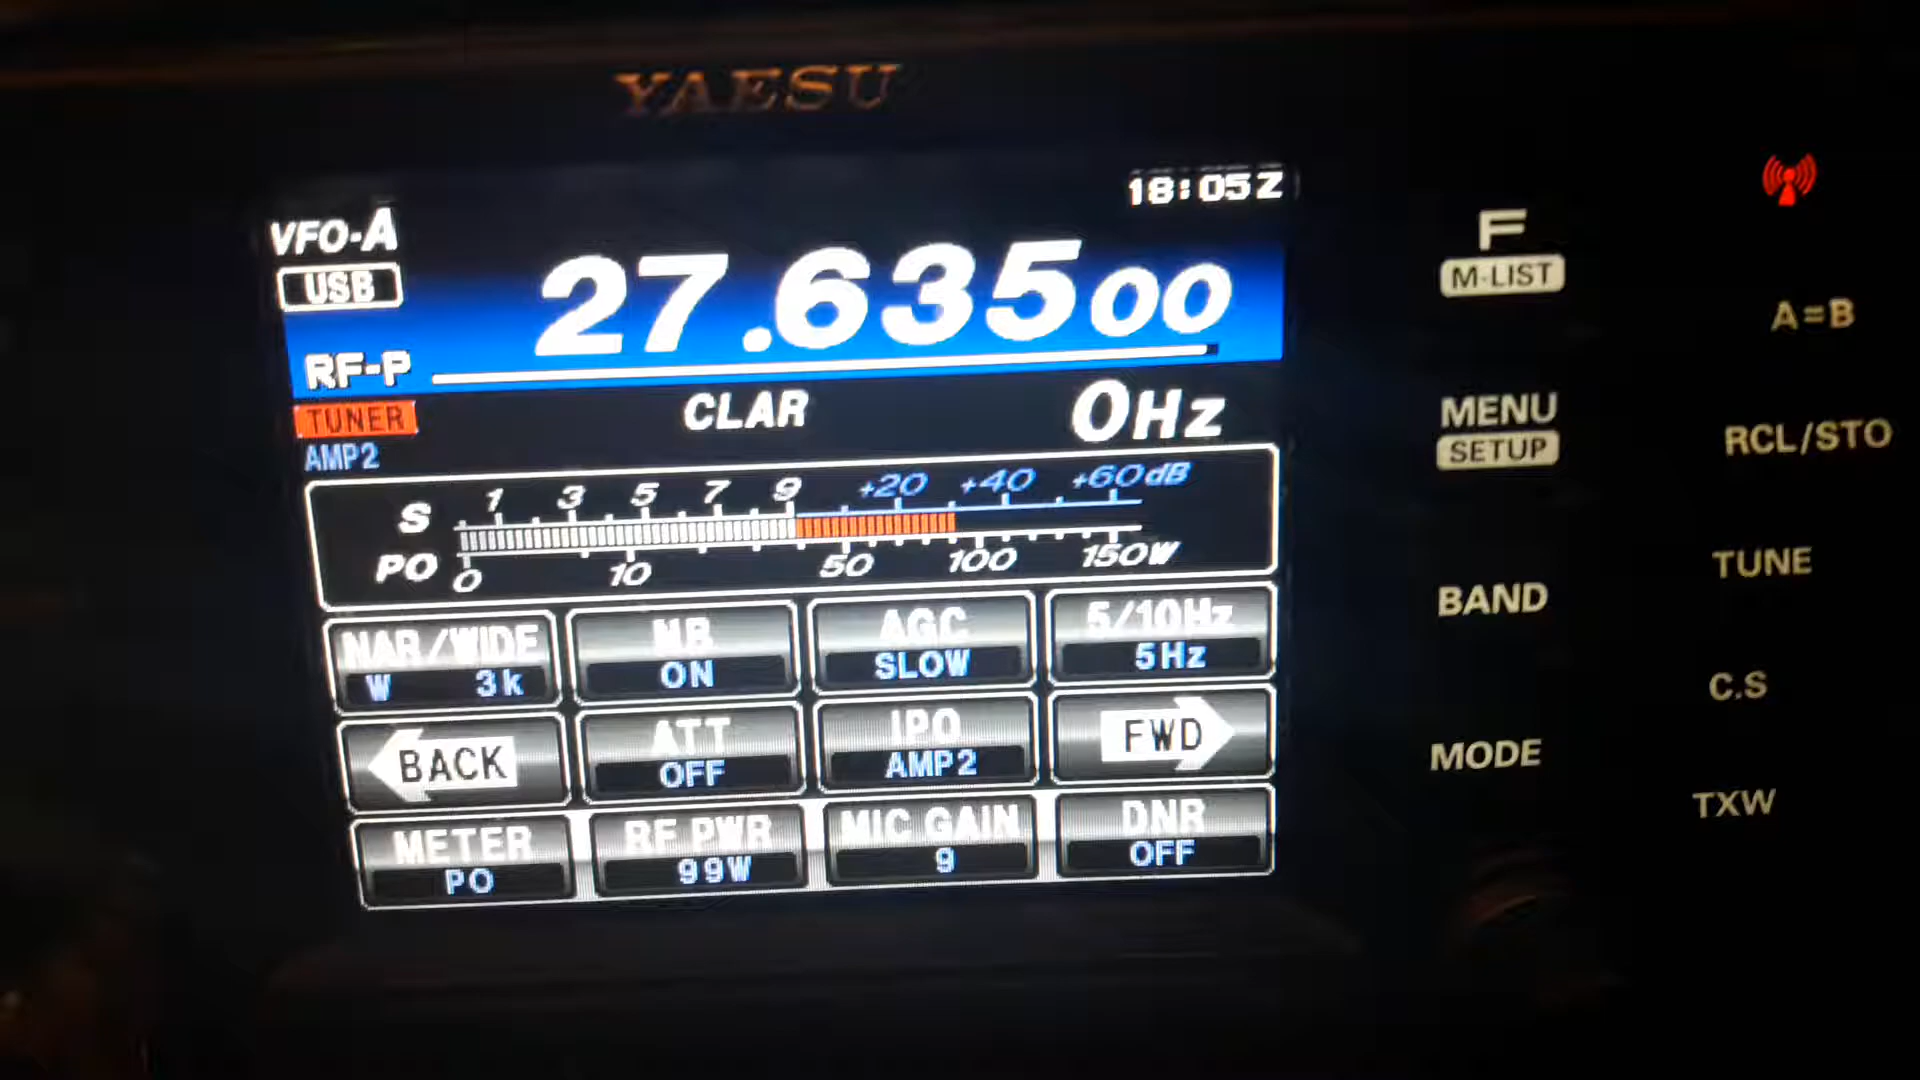 YAESU
18:05Z
VFO-A
USB
27.63500
RF-P
TUNER
CLAR
0Hz
AMP2
S 1 3 5 7 9 +20 +40 +60dB
PO 0 10 50 100 150W
NAR/WIDE NB AGC 5/10Hz
W 3k ON SLOW 5Hz
BACK ATT IPO FWD
OFF AMP2
METER RF PWR MIC GAIN DNR
PO 99W 9 OFF
F
M-LIST
A=B
MENU
SETUP
RCL/STO
BAND
TUNE
C.S
MODE
TXW